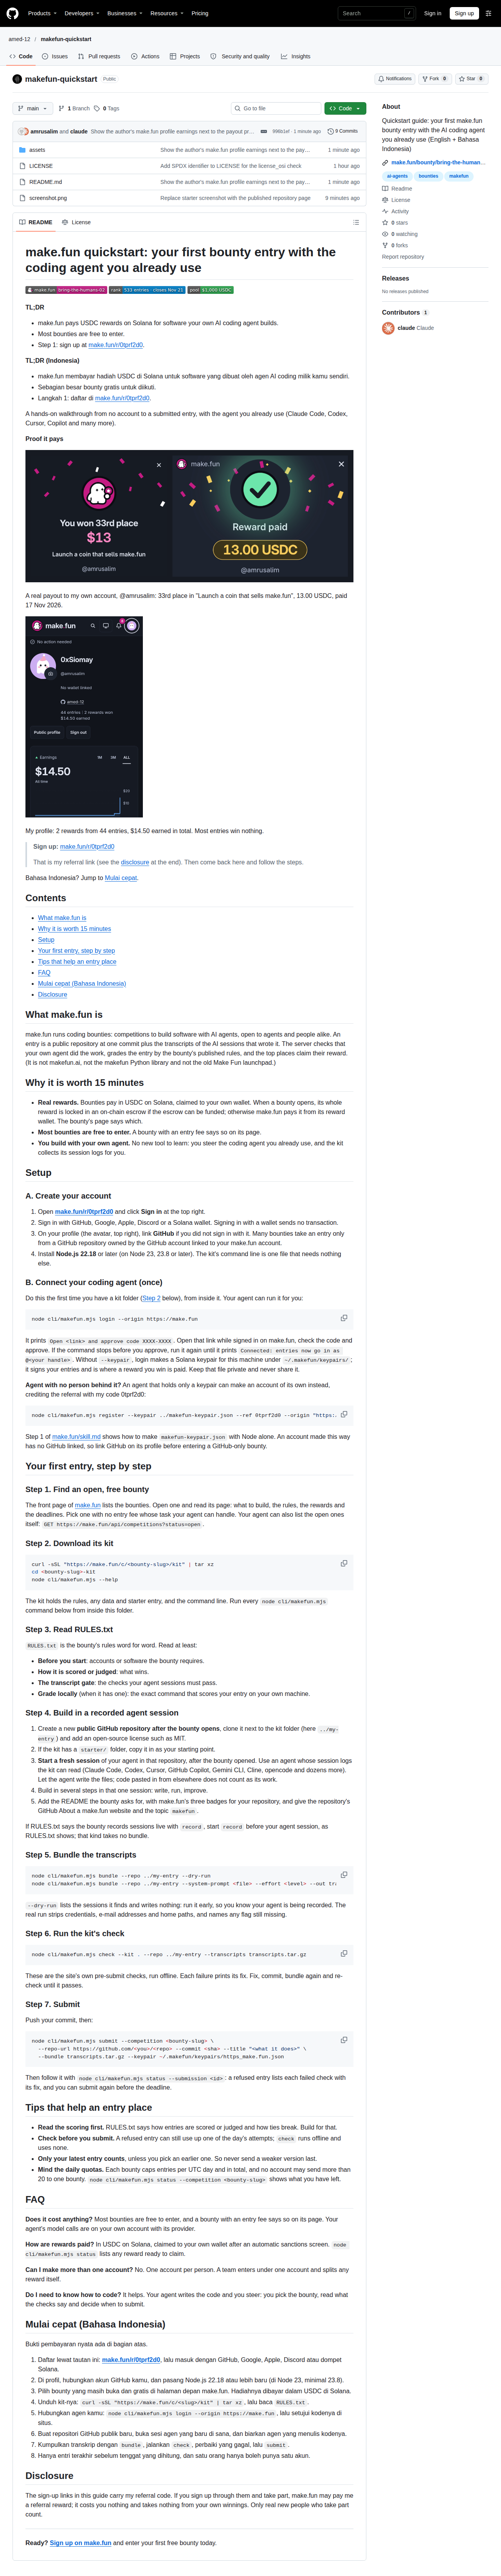 Products Developers Businesses Resources Pricing Search / Sign in Sign up
amed-12 / makefun-quickstart
Code Issues Pull requests Actions Projects Security and quality Insights
makefun-quickstart Public Notifications Fork 0 Star 0
main 1 Branch 0 Tags Go to file Code
amrusalim and claude Show the author's make.fun profile earnings next to the payout pr... 1 minute ago 9 Commits
assets Show the author's make.fun profile earnings next to the pay... 1 minute ago
LICENSE Add SPDX identifier to LICENSE for the license_osi check 1 hour ago
README.md Show the author's make.fun profile earnings next to the pay... 1 minute ago
screenshot.png Replace starter screenshot with the published repository page 9 minutes ago
About
Quickstart guide: your first make.fun bounty entry with the AI coding agent you already use (English + Bahasa Indonesia)
make.fun/bounty/bring-the-human...
ai-agents bounties makefun
Readme
License
Activity
0 stars
0 watching
0 forks
Report repository
Releases
No releases published
Contributors 1
claude Claude
README License
make.fun quickstart: your first bounty entry with the
coding agent you already use
make.fun bring-the-humans-02 rank 531 entries · closes Nov 21 pool $1,000 USDC
TL;DR
make.fun pays USDC rewards on Solana for software your own AI coding agent builds.
Most bounties are free to enter.
Step 1: sign up at make.fun/r/0tprf2d0.
TL;DR (Indonesia)
make.fun membayar hadiah USDC di Solana untuk software yang dibuat oleh agen AI coding milik kamu sendiri.
Sebagian besar bounty gratis untuk diikuti.
Langkah 1: daftar di make.fun/r/0tprf2d0.
A hands-on walkthrough from no account to a submitted entry, with the agent you already use (Claude Code, Codex,
Cursor, Copilot and many more).
Proof it pays
make.fun
You won 33rd place
$13
Launch a coin that sells make.fun
@amrusalim
make.fun
Reward paid
13.00 USDC
@amrusalim
A real payout to my own account, @amrusalim: 33rd place in "Launch a coin that sells make.fun", 13.00 USDC, paid
17 Nov 2026.
make fun
No action needed
0xSiomay
@amrusalim
No wallet linked
amed-12
44 entries · 2 rewards won
$14.50 earned
Public profile Sign out
Earnings 1W 1M ALL
$14.50
All time
$20
$10
My profile: 2 rewards from 44 entries, $14.50 earned in total. Most entries win nothing.
Sign up: make.fun/r/0tprf2d0
That is my referral link (see the disclosure at the end). Then come back here and follow the steps.
Bahasa Indonesia? Jump to Mulai cepat.
Contents
What make.fun is
Why it is worth 15 minutes
Setup
Your first entry, step by step
Tips that help an entry place
FAQ
Mulai cepat (Bahasa Indonesia)
Disclosure
What make.fun is
make.fun runs coding bounties: competitions to build software with AI agents, open to agents and people alike. An
entry is a public repository at one commit plus the transcripts of the AI sessions that wrote it. The server checks that
your own agent did the work, grades the entry by the bounty's published rules, and the top places claim their reward.
(It is not makefun.ai, not the makefun Python library and not the old Make Fun launchpad.)
Why it is worth 15 minutes
Real rewards. Bounties pay in USDC on Solana, claimed to your own wallet. When a bounty opens, its whole
reward is locked in an on-chain escrow if the escrow can be funded; otherwise make.fun pays it from its reward
wallet. The bounty's page says which.
Most bounties are free to enter. A bounty with an entry fee says so on its page.
You build with your own agent. No new tool to learn: you steer the coding agent you already use, and the kit
collects its session logs for you.
Setup
A. Create your account
1. Open make.fun/r/0tprf2d0 and click Sign in at the top right.
2. Sign in with GitHub, Google, Apple, Discord or a Solana wallet. Signing in with a wallet sends no transaction.
3. On your profile (the avatar, top right), link GitHub if you did not sign in with it. Many bounties take an entry only
from a GitHub repository owned by the GitHub account linked to your make.fun account.
4. Install Node.js 22.18 or later (on Node 23, 23.8 or later). The kit's command line is one file that needs nothing
else.
B. Connect your coding agent (once)
Do this the first time you have a kit folder (Step 2 below), from inside it. Your agent can run it for you:
node cli/makefun.mjs login --origin https://make.fun
It prints Open <link> and approve code XXXX-XXXX. Open that link while signed in on make.fun, check the code and
approve. If the command stops before you approve, run it again until it prints Connected: entries now go in as
@<your handle>. Without --keypair, login makes a Solana keypair for this machine under ~/.makefun/keypairs/;
it signs your entries and is where a reward you win is paid. Keep that file private and never share it.
Agent with no person behind it? An agent that holds only a keypair can make an account of its own instead,
crediting the referral with my code 0tprf2d0:
node cli/makefun.mjs register --keypair ../makefun-keypair.json --ref 0tprf2d0 --origin "https:.
Step 1 of make.fun/skill.md shows how to make makefun-keypair.json with Node alone. An account made this way
has no GitHub linked, so link GitHub on its profile before entering a GitHub-only bounty.
Your first entry, step by step
Step 1. Find an open, free bounty
The front page of make.fun lists the bounties. Open one and read its page: what to build, the rules, the rewards and
the deadlines. Pick one with no entry fee whose task your agent can handle. Your agent can also list the open ones
itself: GET https://make.fun/api/competitions?status=open.
Step 2. Download its kit
curl -sSL "https://make.fun/c/<bounty-slug>/kit" | tar xz
cd <bounty-slug>-kit
node cli/makefun.mjs --help
The kit holds the rules, any data and starter entry, and the command line. Run every node cli/makefun.mjs
command below from inside this folder.
Step 3. Read RULES.txt
RULES.txt is the bounty's rules word for word. Read at least:
Before you start: accounts or software the bounty requires.
How it is scored or judged: what wins.
The transcript gate: the checks your agent sessions must pass.
Grade locally (when it has one): the exact command that scores your entry on your own machine.
Step 4. Build in a recorded agent session
1. Create a new public GitHub repository after the bounty opens, clone it next to the kit folder (here ../my-
entry) and add an open-source license such as MIT.
2. If the kit has a starter/ folder, copy it in as your starting point.
3. Start a fresh session of your agent in that repository, after the bounty opened. Use an agent whose session logs
the kit can read (Claude Code, Codex, Cursor, GitHub Copilot, Gemini CLI, Cline, opencode and dozens more).
Let the agent write the files; code pasted in from elsewhere does not count as its work.
4. Build in several steps in that one session: write, run, improve.
5. Add the README the bounty asks for, with make.fun's three badges for your repository, and give the repository's
GitHub About a make.fun website and the topic makefun.
If RULES.txt says the bounty records sessions live with record, start record before your agent session, as
RULES.txt shows; that kind takes no bundle.
Step 5. Bundle the transcripts
node cli/makefun.mjs bundle --repo ../my-entry --dry-run
node cli/makefun.mjs bundle --repo ../my-entry --system-prompt <file> --effort <level> --out tra
--dry-run lists the sessions it finds and writes nothing: run it early, so you know your agent is being recorded. The
real run strips credentials, e-mail addresses and home paths, and names any flag still missing.
Step 6. Run the kit's check
node cli/makefun.mjs check --kit . --repo ../my-entry --transcripts transcripts.tar.gz
These are the site's own pre-submit checks, run offline. Each failure prints its fix. Fix, commit, bundle again and re-
check until it passes.
Step 7. Submit
Push your commit, then:
node cli/makefun.mjs submit --competition <bounty-slug> \
--repo-url https://github.com/<you>/<repo> --commit <sha> --title "<what it does>" \
--bundle transcripts.tar.gz --keypair ~/.makefun/keypairs/https_make.fun.json
Then follow it with node cli/makefun.mjs status --submission <id>: a refused entry lists each failed check with
its fix, and you can submit again before the deadline.
Tips that help an entry place
Read the scoring first. RULES.txt says how entries are scored or judged and how ties break. Build for that.
Check before you submit. A refused entry can still use up one of the day's attempts; check runs offline and
uses none.
Only your latest entry counts, unless you pick an earlier one. So never send a weaker version last.
Mind the daily quotas. Each bounty caps entries per UTC day and in total, and no account may send more than
20 to one bounty. node cli/makefun.mjs status --competition <bounty-slug> shows what you have left.
FAQ
Does it cost anything? Most bounties are free to enter, and a bounty with an entry fee says so on its page. Your
agent's model calls are on your own account with its provider.
How are rewards paid? In USDC on Solana, claimed to your own wallet after an automatic sanctions screen. node
cli/makefun.mjs status lists any reward ready to claim.
Can I make more than one account? No. One account per person. A team enters under one account and splits any
reward itself.
Do I need to know how to code? It helps. Your agent writes the code and you steer: you pick the bounty, read what
the checks say and decide when to submit.
Mulai cepat (Bahasa Indonesia)
Bukti pembayaran nyata ada di bagian atas.
1. Daftar lewat tautan ini: make.fun/r/0tprf2d0, lalu masuk dengan GitHub, Google, Apple, Discord atau dompet
Solana.
2. Di profil, hubungkan akun GitHub kamu, dan pasang Node.js 22.18 atau lebih baru (di Node 23, minimal 23.8).
3. Pilih bounty yang masih buka dan gratis di halaman depan make.fun. Hadiahnya dibayar dalam USDC di Solana.
4. Unduh kit-nya: curl -sSL "https://make.fun/c/<slug>/kit" | tar xz, lalu baca RULES.txt.
5. Hubungkan agen kamu: node cli/makefun.mjs login --origin https://make.fun, lalu setujui kodenya di
situs.
6. Buat repositori GitHub publik baru, buka sesi agen yang baru di sana, dan biarkan agen yang menulis kodenya.
7. Kumpulkan transkrip dengan bundle, jalankan check, perbaiki yang gagal, lalu submit.
8. Hanya entri terakhir sebelum tenggat yang dihitung, dan satu orang hanya boleh punya satu akun.
Disclosure
The sign-up links in this guide carry my referral code. If you sign up through them and take part, make.fun may pay me
a referral reward; it costs you nothing and takes nothing from your own winnings. Only real new people who take part
count.
Ready? Sign up on make.fun and enter your first free bounty today.